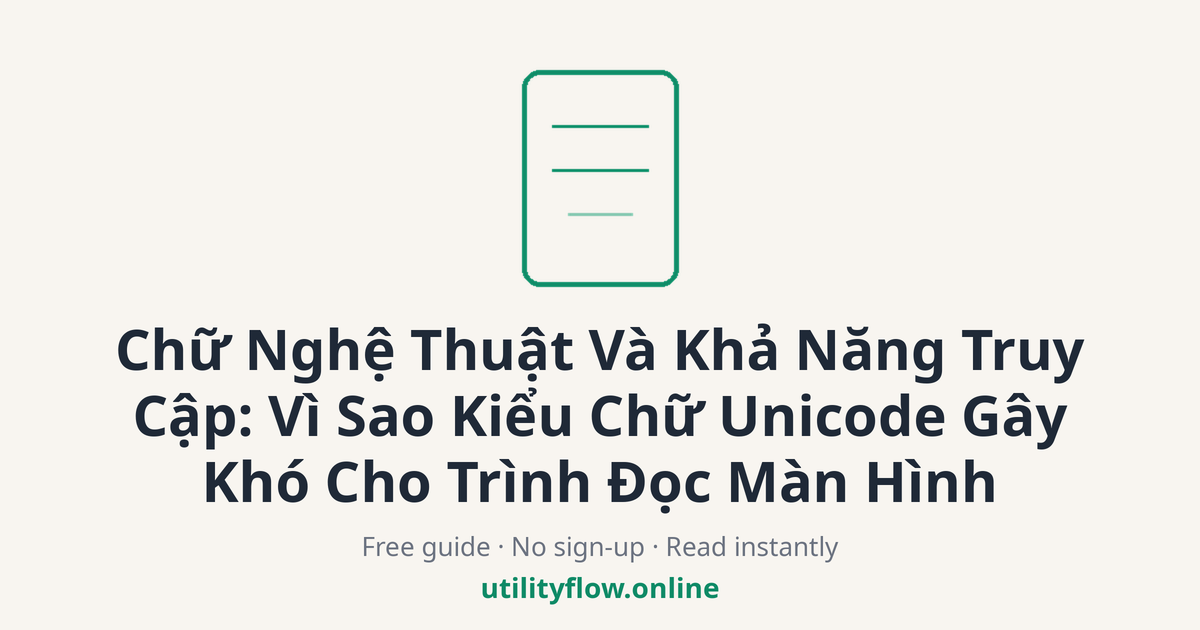 Chữ Nghệ Thuật Và Khả Năng Truy
Cập: Vì Sao Kiểu Chữ Unicode Gây
Khó Cho Trình Đọc Màn Hình
Free guide · No sign-up · Read instantly
utilityflow.online